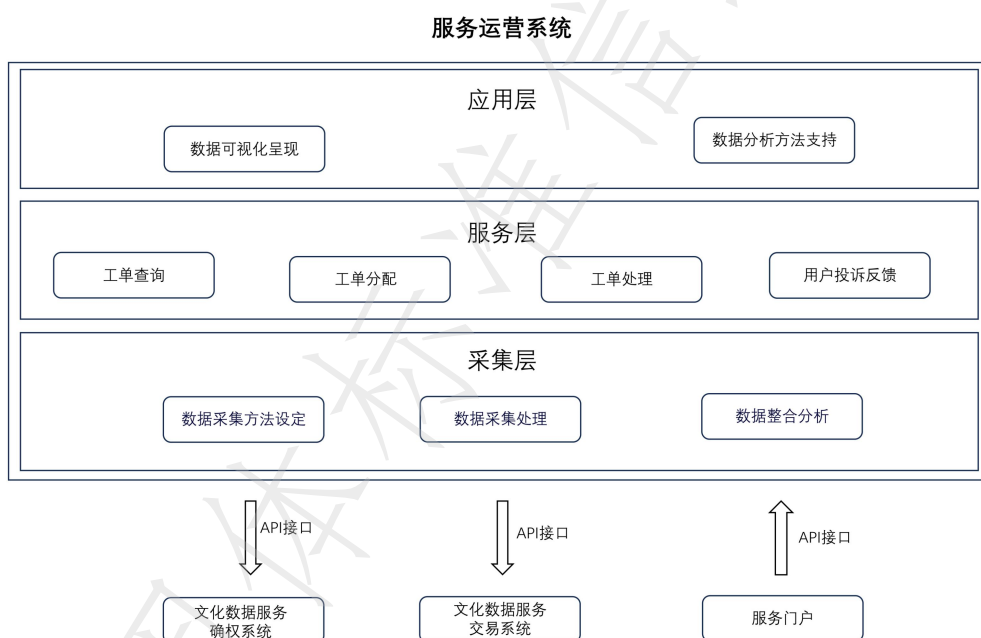 服务运营系统
应用层
数据可视化呈现
数据分析方法支持
服务层
工单查询
工单分配
工单处理
用户投诉反馈
采集层
数据采集方法设定
数据采集处理
数据整合分析
API接口
API接口
API接口
文化数据服务
确权系统
文化数据服务
交易系统
服务门户
体标准信